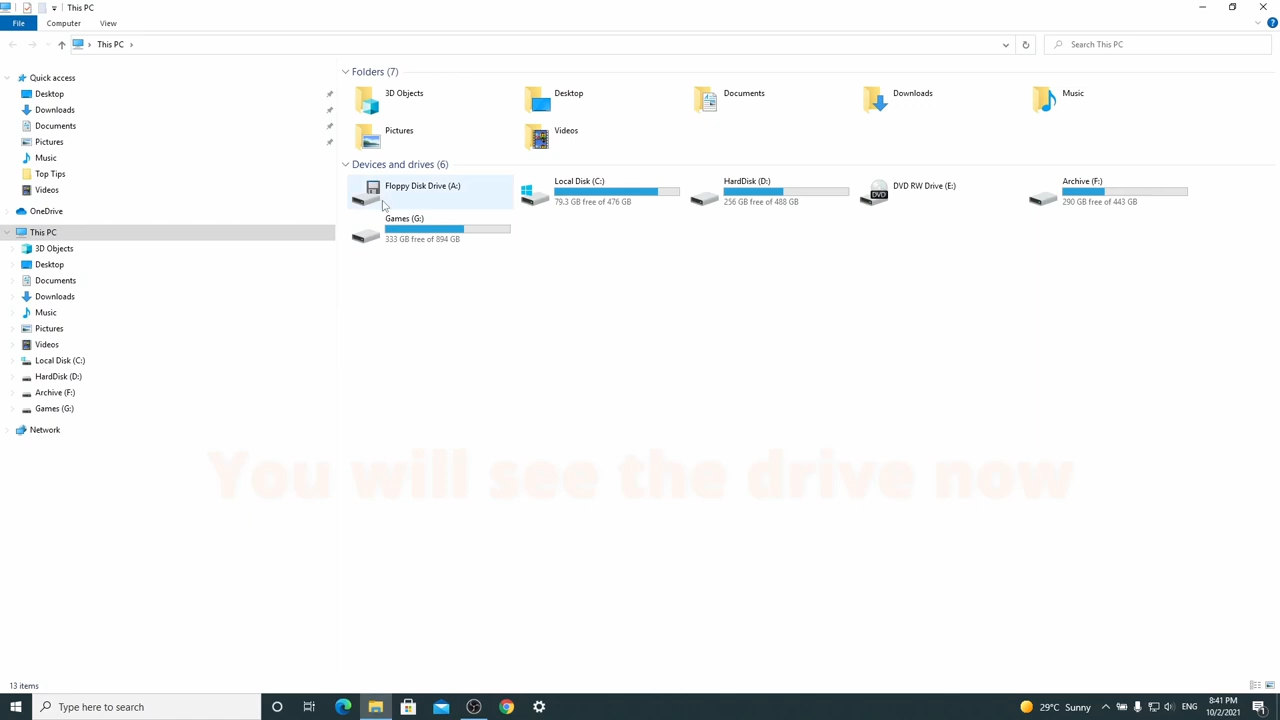 This PC
File
Computer
View
This PC
Search This PC
Quick access
Desktop
Downloads
Documents
Pictures
Music
Top Tips
Videos
OneDrive
This PC
3D Objects
Desktop
Documents
Downloads
Music
Pictures
Videos
Local Disk (C:)
HardDisk (D:)
Archive (F:)
Games (G:)
Network
Folders (7)
3D Objects
Desktop
Documents
Downloads
Music
Pictures
Videos
Devices and drives (6)
Floppy Disk Drive (A:)
Local Disk (C:)
79.3 GB free of 476 GB
HardDisk (D:)
256 GB free of 488 GB
DVD RW Drive (E:)
DVD
Archive (F:)
290 GB free of 443 GB
Games (G:)
333 GB free of 894 GB
You will see the drive now
13 items
Type here to search
29°C Sunny
ENG
8:41 PM
10/2/2021